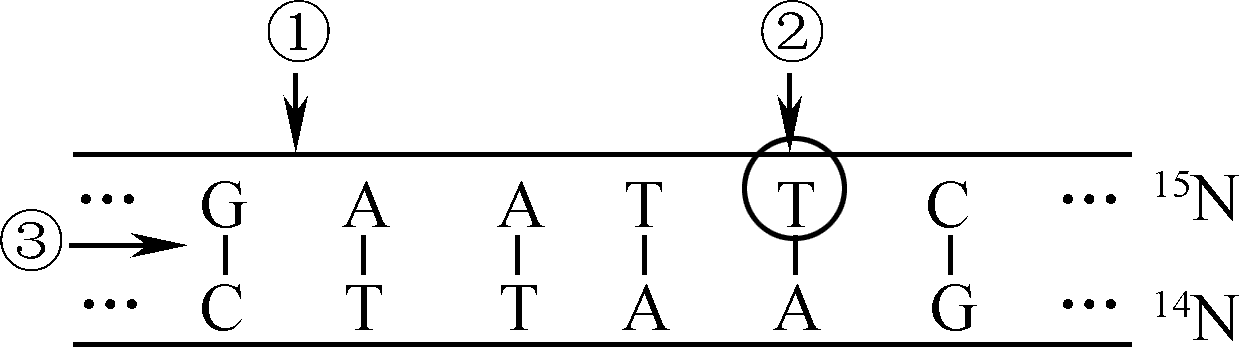 ① ②
… G A A T T C … ¹⁵N
③
… C T T A A G … ¹⁴N